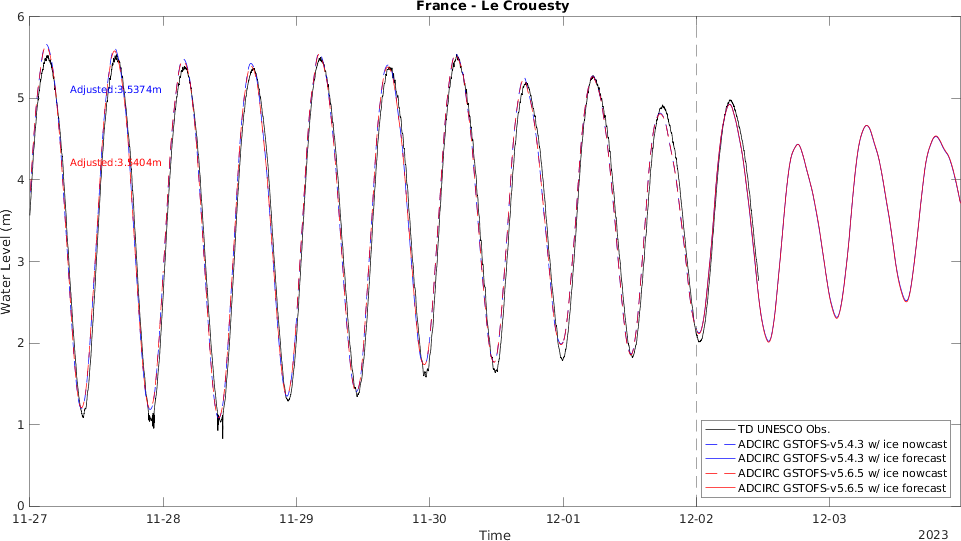 France - Le Crouesty
6
5
4
3
2
1
0
Water Level (m)
Adjusted:3.5374m
Adjusted:3.5404m
TD UNESCO Obs.
ADCIRC GSTOFS-v5.4.3 w/ ice nowcast
ADCIRC GSTOFS-v5.4.3 w/ ice forecast
ADCIRC GSTOFS-v5.6.5 w/ ice nowcast
ADCIRC GSTOFS-v5.6.5 w/ ice forecast
11-27 11-28 11-29 11-30 12-01 12-02 12-03
Time
2023